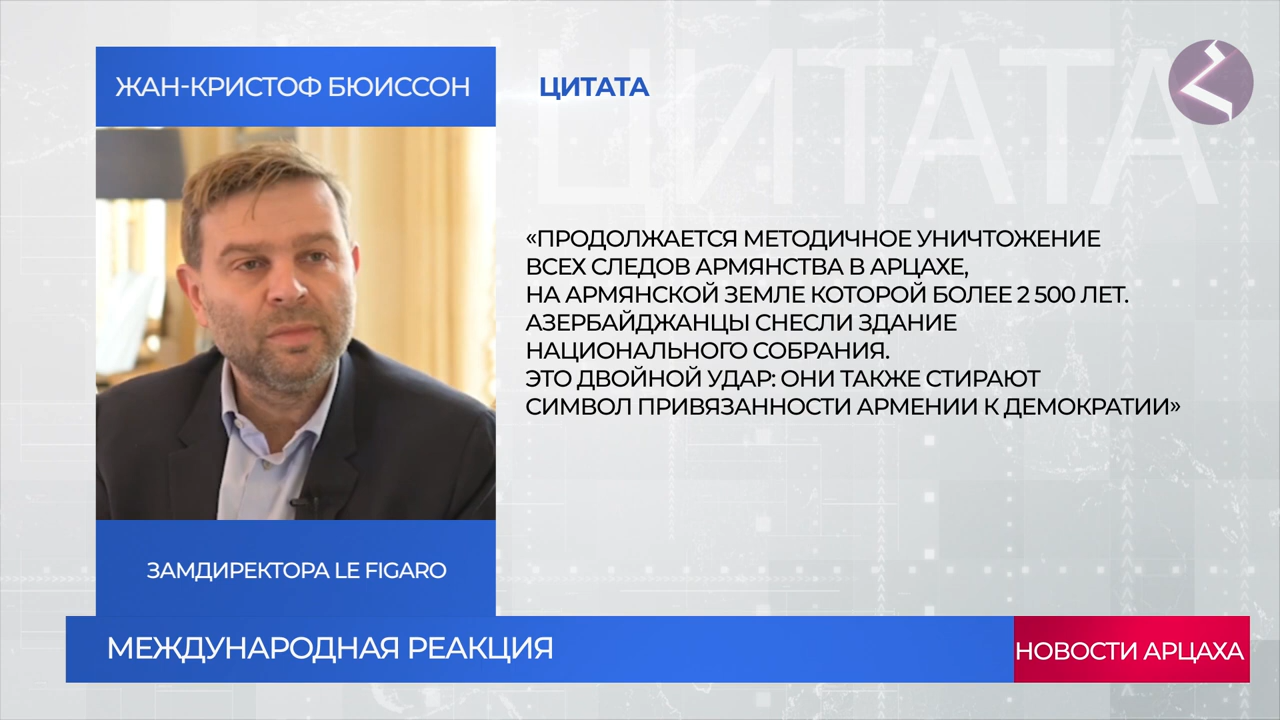 ЖАН-КРИСТОФ БЮИССОН
ЦИТАТА
ЦИТАТА
«ПРОДОЛЖАЕТСЯ МЕТОДИЧНОЕ УНИЧТОЖЕНИЕ
ВСЕХ СЛЕДОВ АРМЯНСТВА В АРЦАХЕ,
НА АРМЯНСКОЙ ЗЕМЛЕ КОТОРОЙ БОЛЕЕ 2 500 ЛЕТ.
АЗЕРБАЙДЖАНЦЫ СНЕСЛИ ЗДАНИЕ
НАЦИОНАЛЬНОГО СОБРАНИЯ.
ЭТО ДВОЙНОЙ УДАР: ОНИ ТАКЖЕ СТИРАЮТ
СИМВОЛ ПРИВЯЗАННОСТИ АРМЕНИИ К ДЕМОКРАТИИ»
ЗАМДИРЕКТОРА LE FIGARO
МЕЖДУНАРОДНАЯ РЕАКЦИЯ
НОВОСТИ АРЦАХА